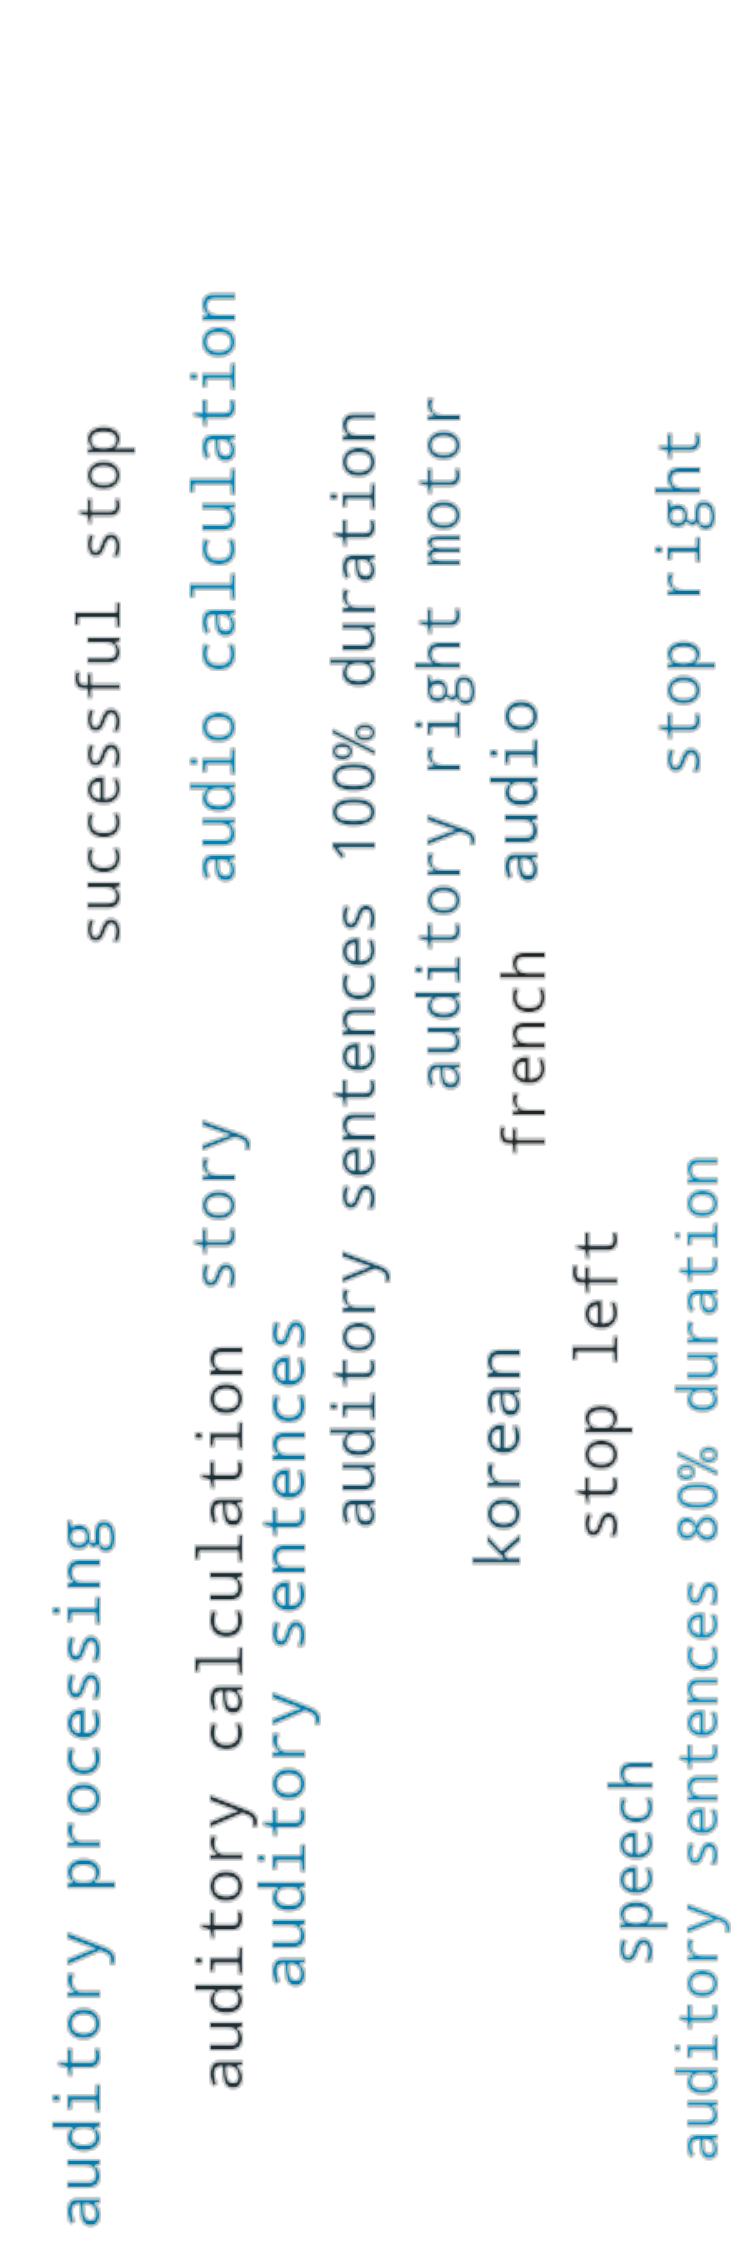 auditory processing
successful stop
auditory calculation
story
audio calculation
auditory sentences
auditory sentences 100% duration
auditory right motor
korean
french
audio
stop left
speech
auditory sentences 80% duration
stop right